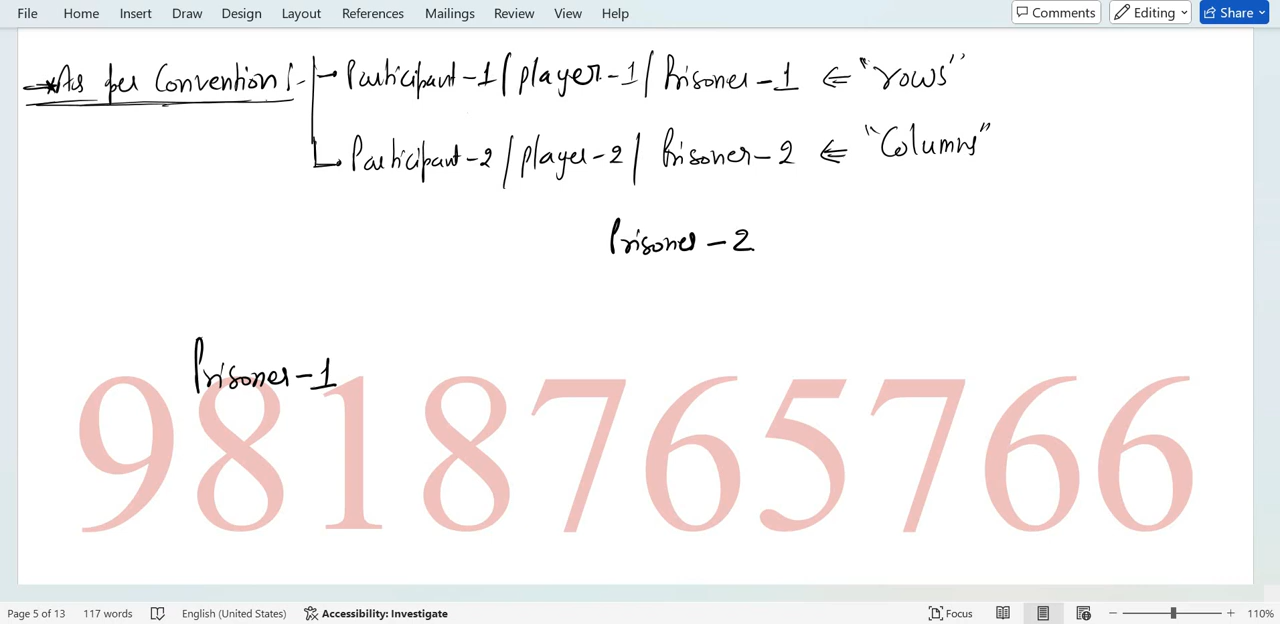 File Home Insert Draw Design Layout References Mailings Review View Help Comments Editing Share
→As per Convention:- → Participant-1/player-1/Prisoner-1 ⇐ "rows"
→ Participant-2/player-2/Prisoner-2 ⇐ "Columns"
Prisoner-2
Prisoner-1
9818765766
Page 5 of 13 117 words English (United States) Accessibility: Investigate Focus 110%